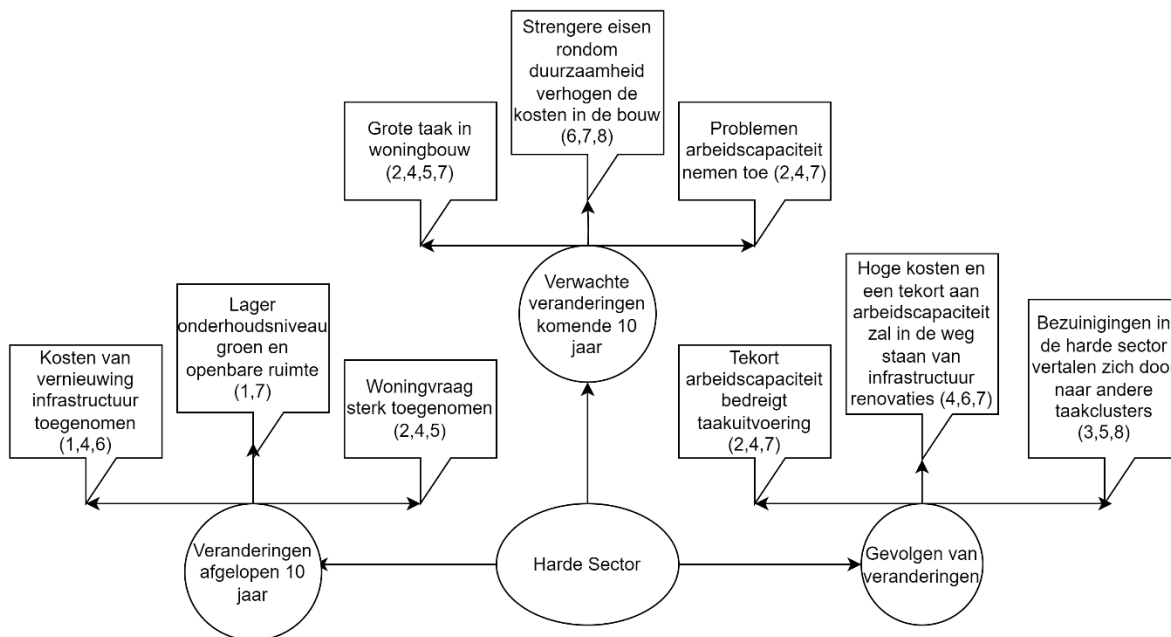 Strengere eisen
rondom
duurzaamheid
verhogen de
kosten in de bouw
(6,7,8)
Grote taak in
woningbouw
(2,4,5,7)
Problemen
arbeidscapaciteit
nemen toe (2,4,7)
Verwachte
veranderingen
komende 10
jaar
Lager
onderhoudsniveau
groen en
openbare ruimte
(1,7)
Kosten van
vernieuwing
infrastructuur
toegenomen
(1,4,6)
Woningvraag
sterk toegenomen
(2,4,5)
Hoge kosten en
een tekort aan
arbeidscapaciteit
zal in de weg
staan van
infrastructuur
renovaties (4,6,7)
Tekort
arbeidscapaciteit
bedreigt
taakuitvoering
(2,4,7)
Bezuinigingen in
de harde sector
vertalen zich door
naar andere
taakclusters
(3,5,8)
Veranderingen
afgelopen 10
jaar
Harde Sector
Gevolgen van
veranderingen